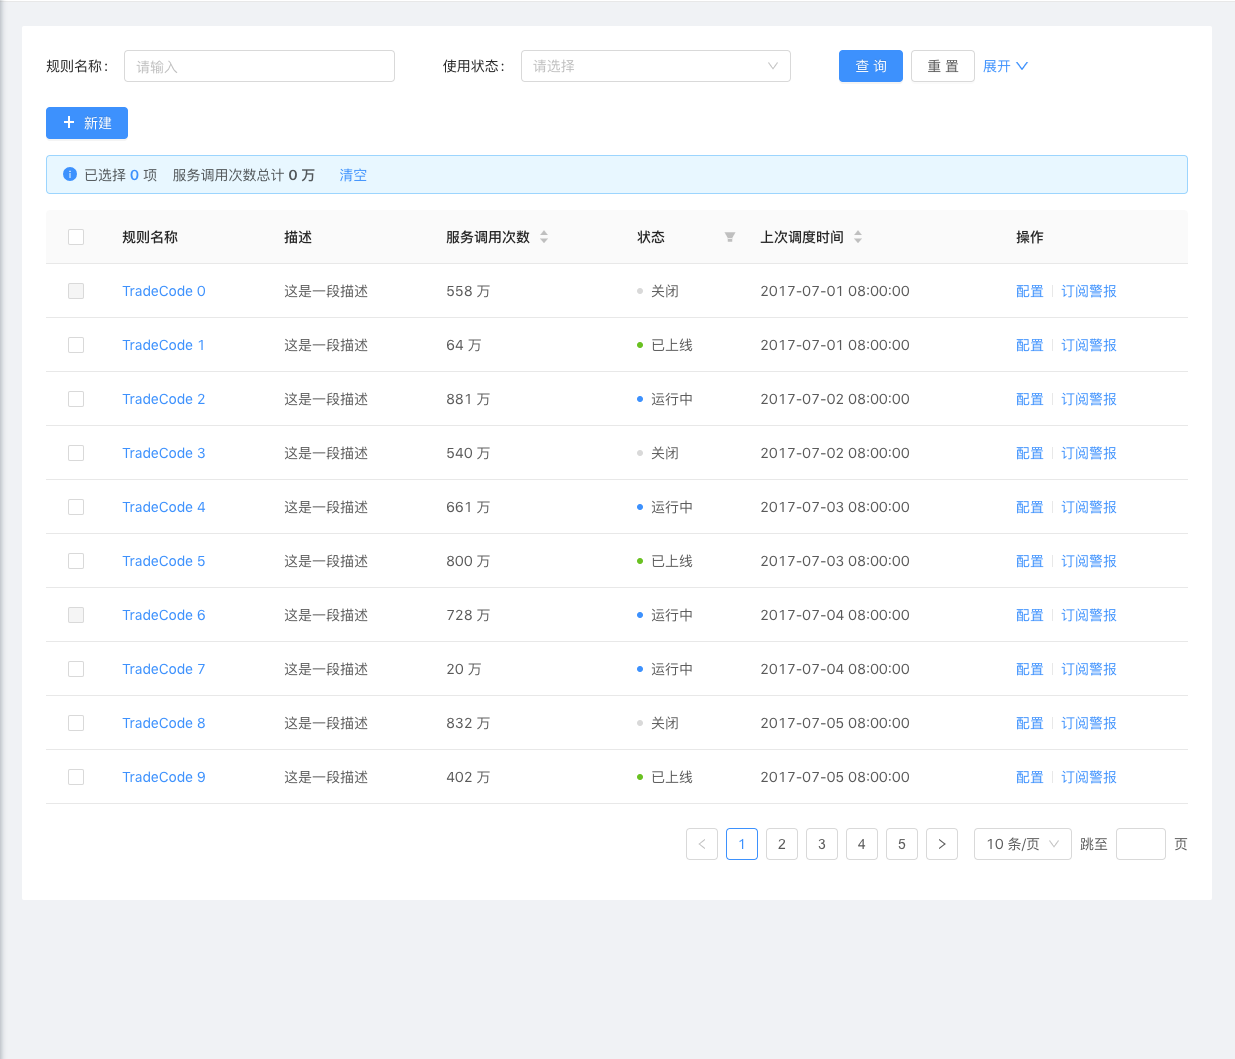 规则名称： 请输入 使用状态： 请选择 查 询 重 置 展开
新建
已选择 0 项 服务调用次数总计 0 万 清空
规则名称 描述 服务调用次数 状态 上次调度时间 操作
TradeCode 0 这是一段描述 558 万 关闭 2017-07-01 08:00:00 配置 订阅警报
TradeCode 1 这是一段描述 64 万 已上线 2017-07-01 08:00:00 配置 订阅警报
TradeCode 2 这是一段描述 881 万 运行中 2017-07-02 08:00:00 配置 订阅警报
TradeCode 3 这是一段描述 540 万 关闭 2017-07-02 08:00:00 配置 订阅警报
TradeCode 4 这是一段描述 661 万 运行中 2017-07-03 08:00:00 配置 订阅警报
TradeCode 5 这是一段描述 800 万 已上线 2017-07-03 08:00:00 配置 订阅警报
TradeCode 6 这是一段描述 728 万 运行中 2017-07-04 08:00:00 配置 订阅警报
TradeCode 7 这是一段描述 20 万 运行中 2017-07-04 08:00:00 配置 订阅警报
TradeCode 8 这是一段描述 832 万 关闭 2017-07-05 08:00:00 配置 订阅警报
TradeCode 9 这是一段描述 402 万 已上线 2017-07-05 08:00:00 配置 订阅警报
< 1 2 3 4 5 > 10 条/页 跳至 页